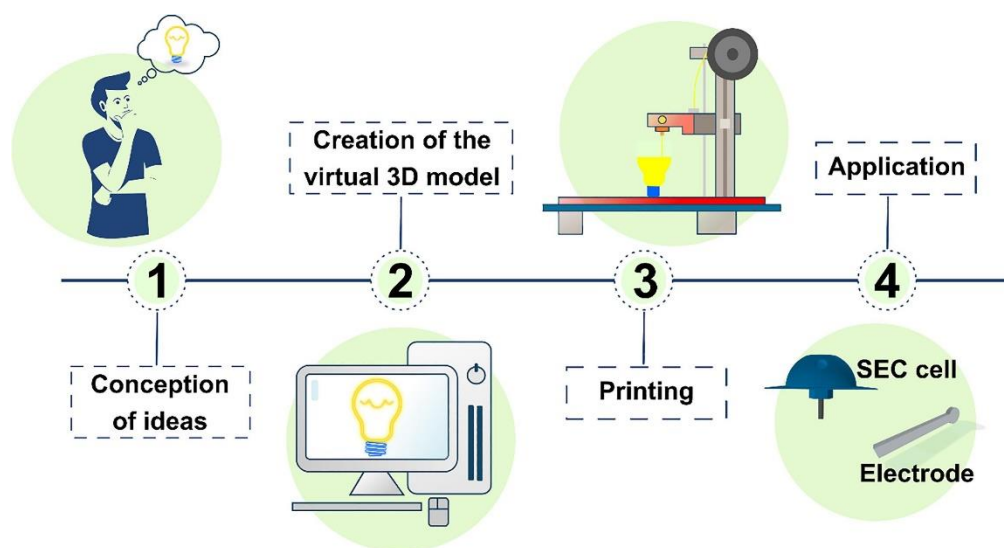 1
Conception
of ideas
2
Creation of the
virtual 3D model
3
Printing
4
Application
SEC cell
Electrode